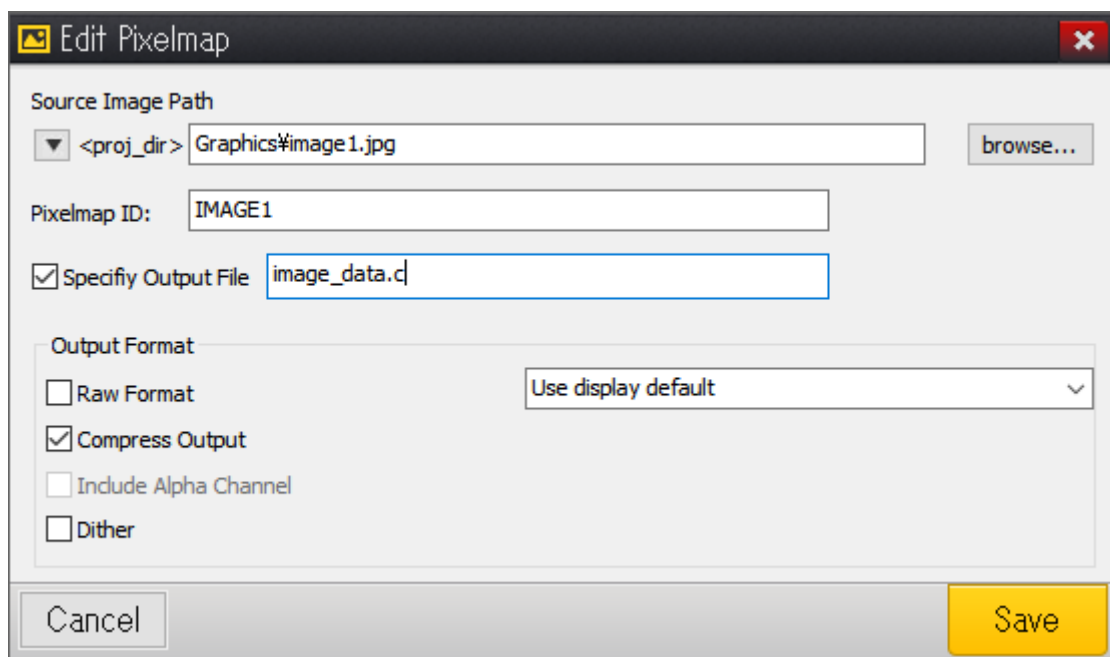 Edit Pixelmap
Source Image Path
<proj_dir> Graphics¥image1.jpg browse...
Pixelmap ID: IMAGE1
Specifiy Output File image_data.c
Output Format
Raw Format Use display default
Compress Output
Include Alpha Channel
Dither
Cancel Save